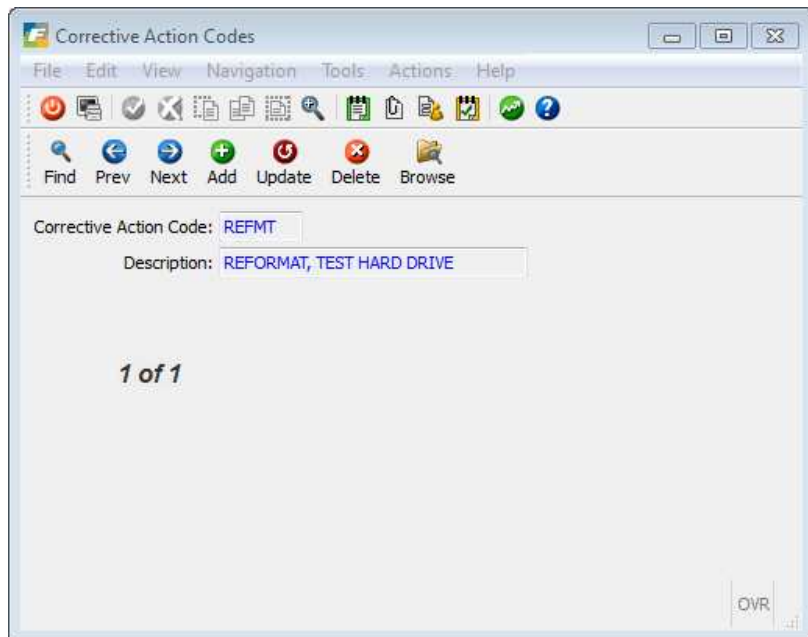 Corrective Action Codes
File Edit View Navigation Tools Actions Help
Find Prev Next Add Update Delete Browse
Corrective Action Code: REFMT
Description: REFORMAT, TEST HARD DRIVE
1 of 1
OVR